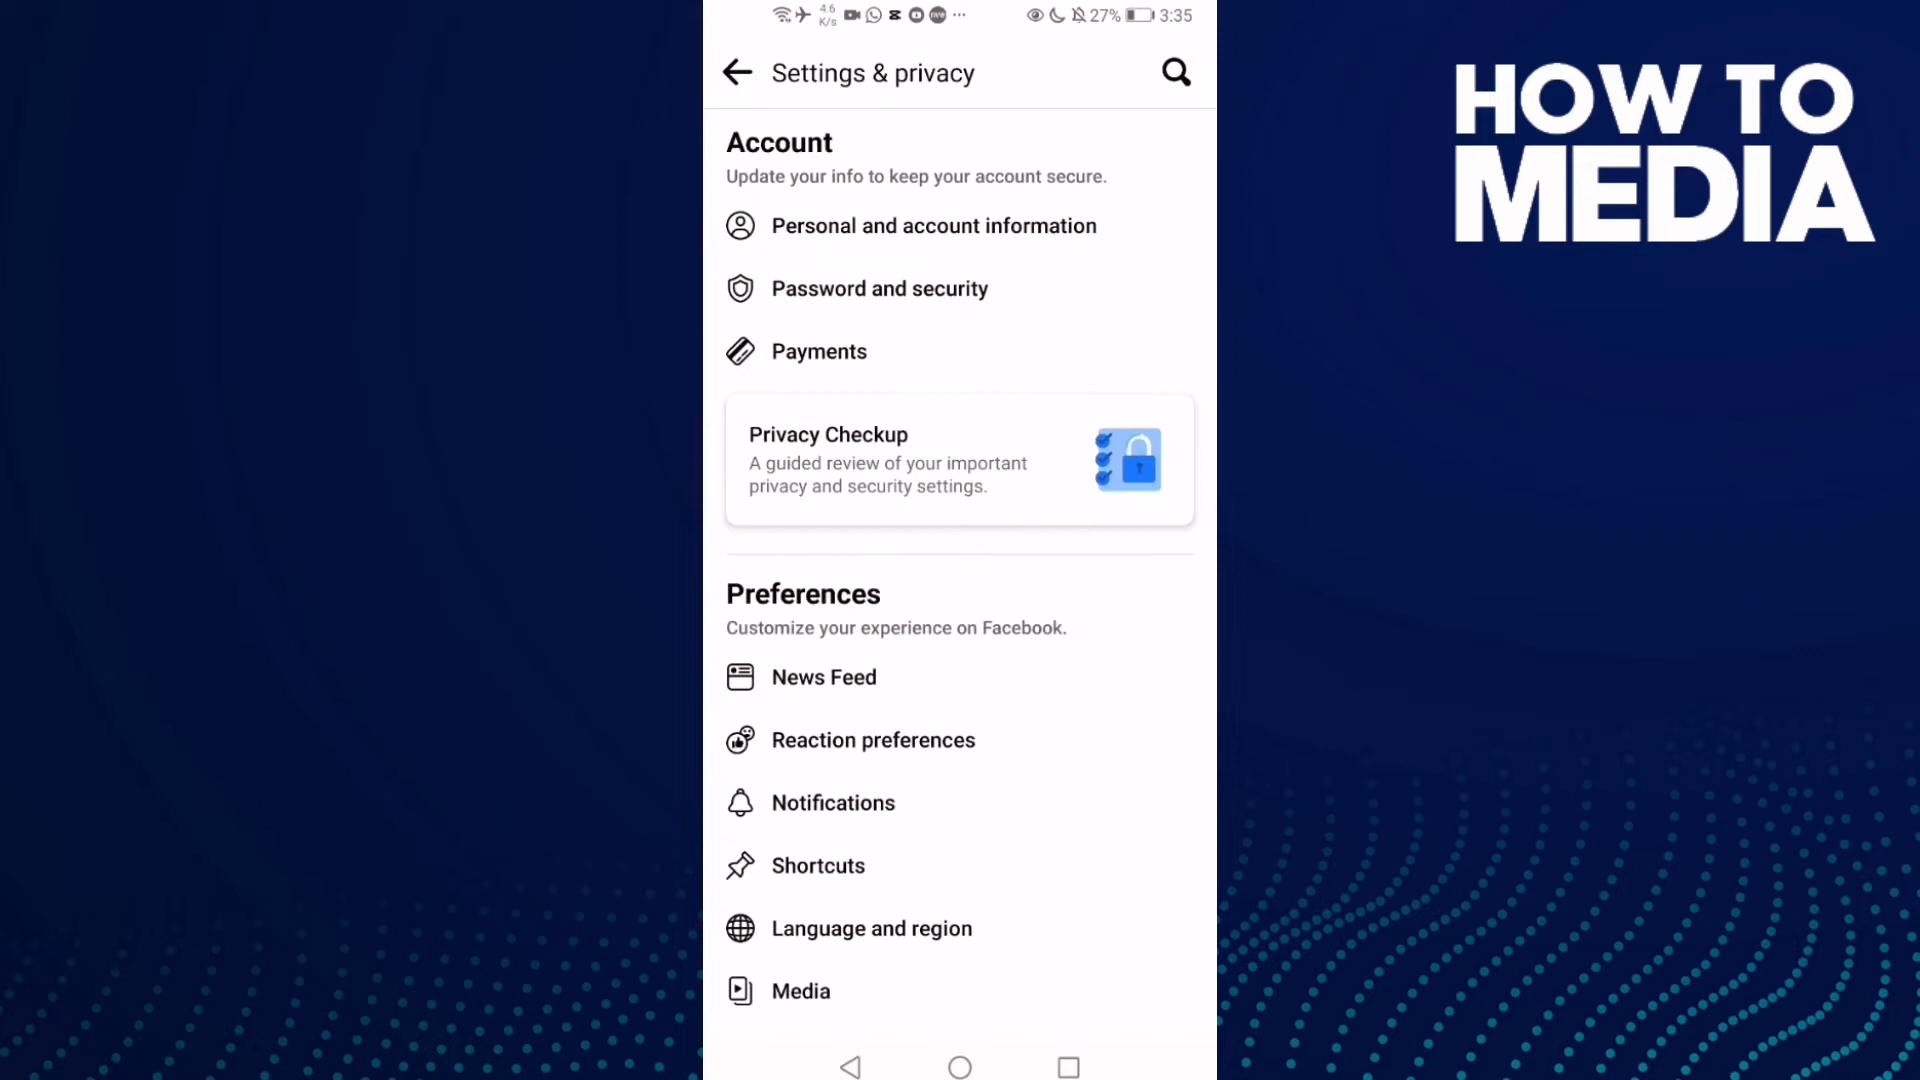 4.6
K/s
27%
3:35
Settings & privacy
HOW TO
MEDIA
Account
Update your info to keep your account secure.
Personal and account information
Password and security
Payments
Privacy Checkup
A guided review of your important
privacy and security settings.
Preferences
Customize your experience on Facebook.
News Feed
Reaction preferences
Notifications
Shortcuts
Language and region
Media